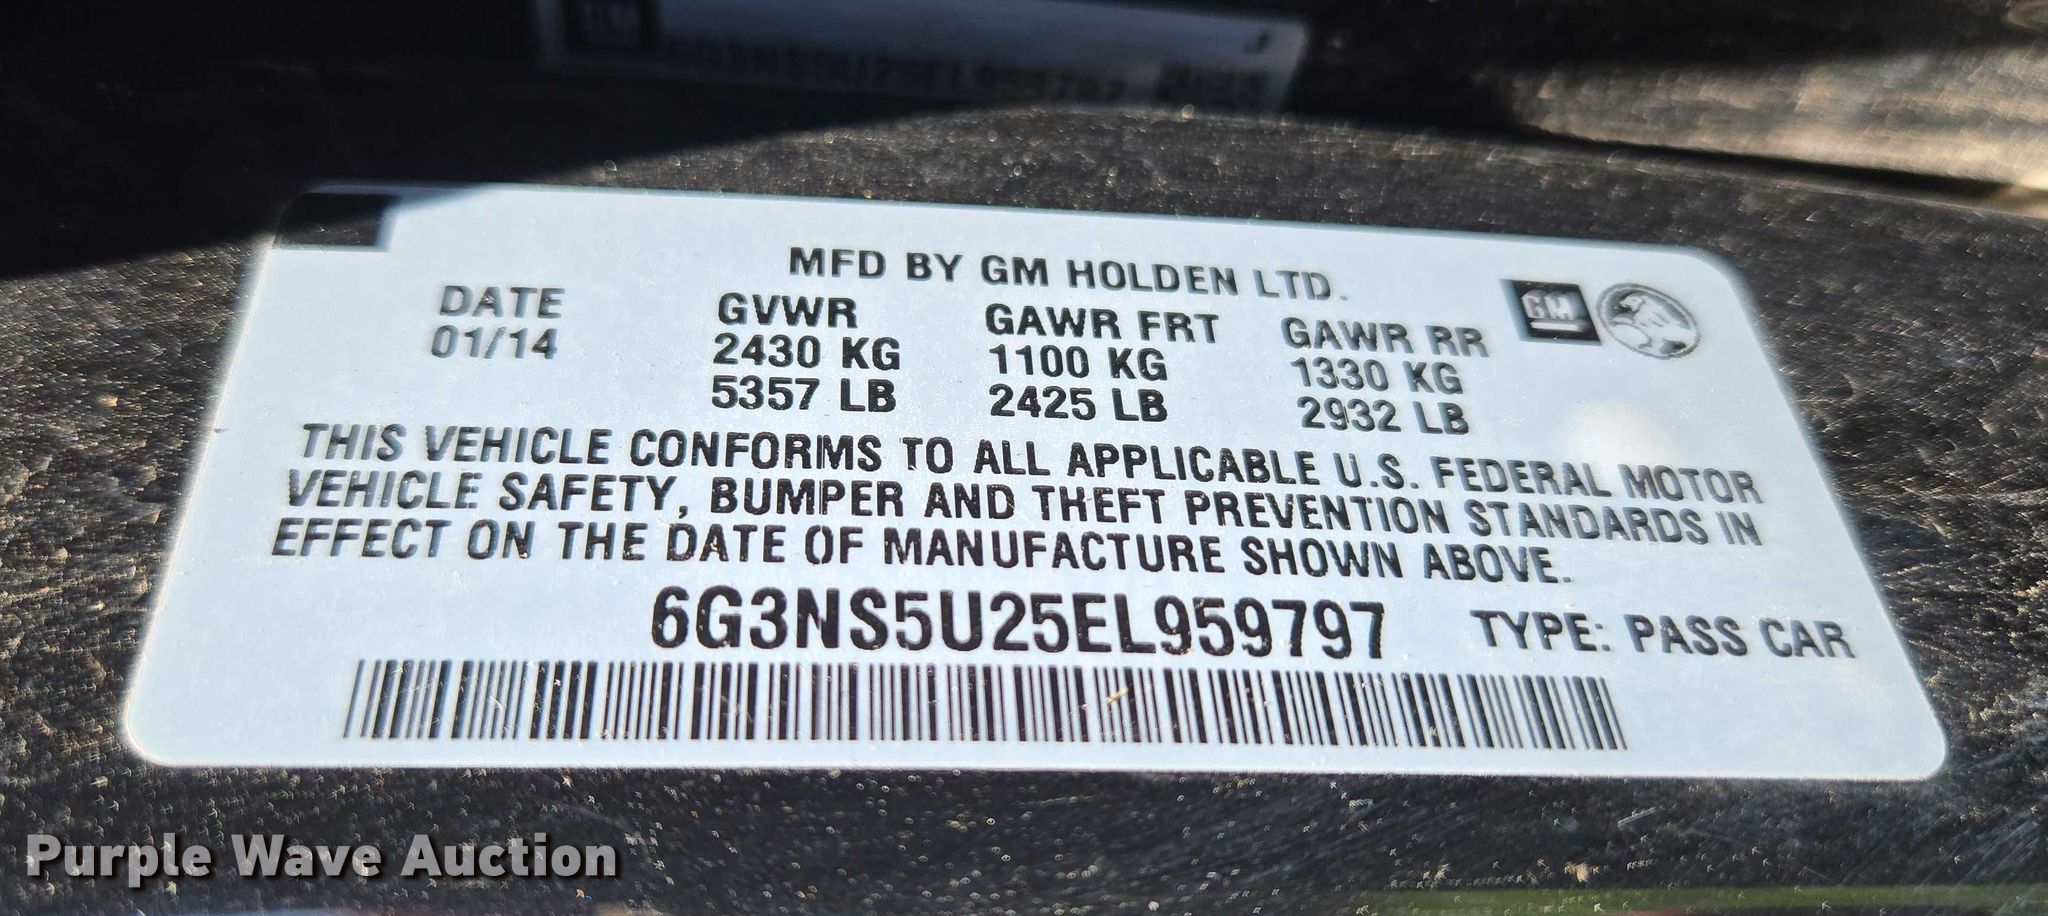 MFD BY GM HOLDEN LTD.
DATE GVWR GAWR FRT GAWR RR
01/14 2430 KG 1100 KG 1330 KG
5357 LB 2425 LB 2932 LB
GM
THIS VEHICLE CONFORMS TO ALL APPLICABLE U.S. FEDERAL MOTOR
VEHICLE SAFETY, BUMPER AND THEFT PREVENTION STANDARDS IN
EFFECT ON THE DATE OF MANUFACTURE SHOWN ABOVE.
6G3NS5U25EL959797 TYPE: PASS CAR
Purple Wave Auction